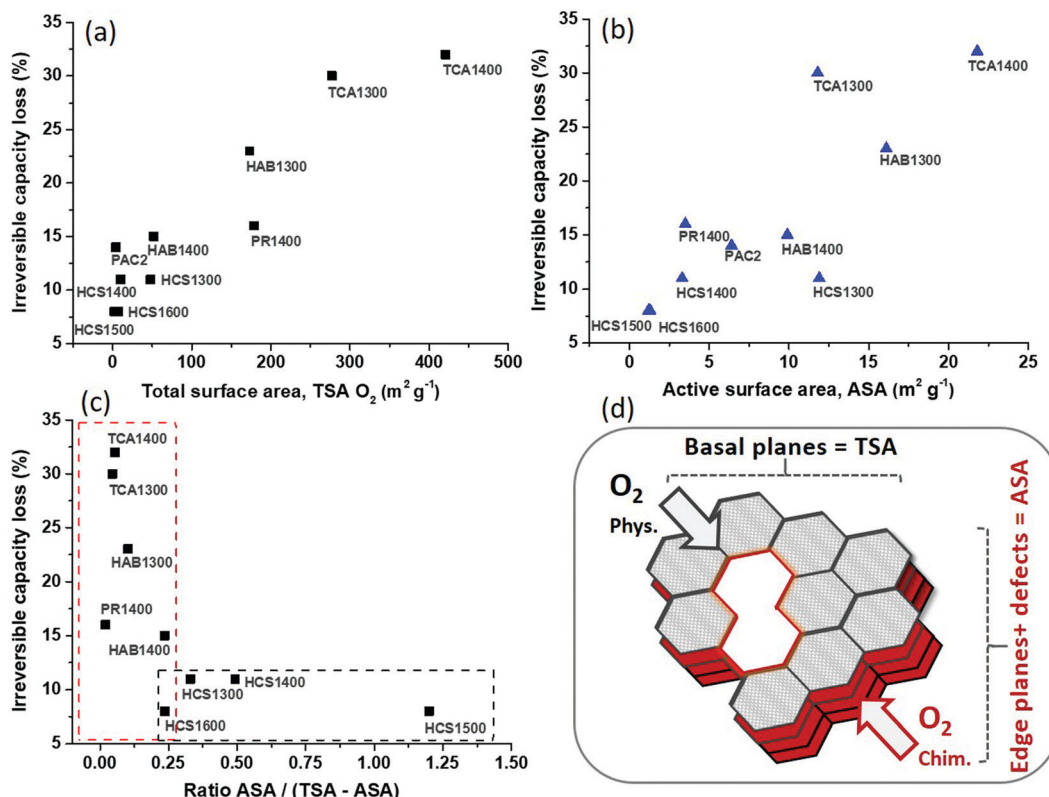 (a)
Irreversible capacity loss (%)
35
30
25
20
15
10
5
TCA1400
TCA1300
HAB1300
PR1400
HAB1400
PAC2
HCS1300
HCS1400
HCS1600
HCS1500
0 100 200 300 400 500
Total surface area, TSA O₂ (m² g⁻¹)
(b)
Irreversible capacity loss (%)
35
30
25
20
15
10
5
TCA1400
TCA1300
HAB1300
PR1400
HAB1400
PAC2
HCS1400
HCS1300
HCS1500
HCS1600
0 5 10 15 20 25
Active surface area, ASA (m² g⁻¹)
(c)
Irreversible capacity loss (%)
35
30
25
20
15
10
5
TCA1400
TCA1300
HAB1300
PR1400
HAB1400
HCS1300
HCS1400
HCS1600
HCS1500
0.00 0.25 0.50 0.75 1.00 1.25 1.50
Ratio ASA / (TSA - ASA)
(d)
Basal planes = TSA
O₂
Phys.
Edge planes+ defects = ASA
O₂
Chim.